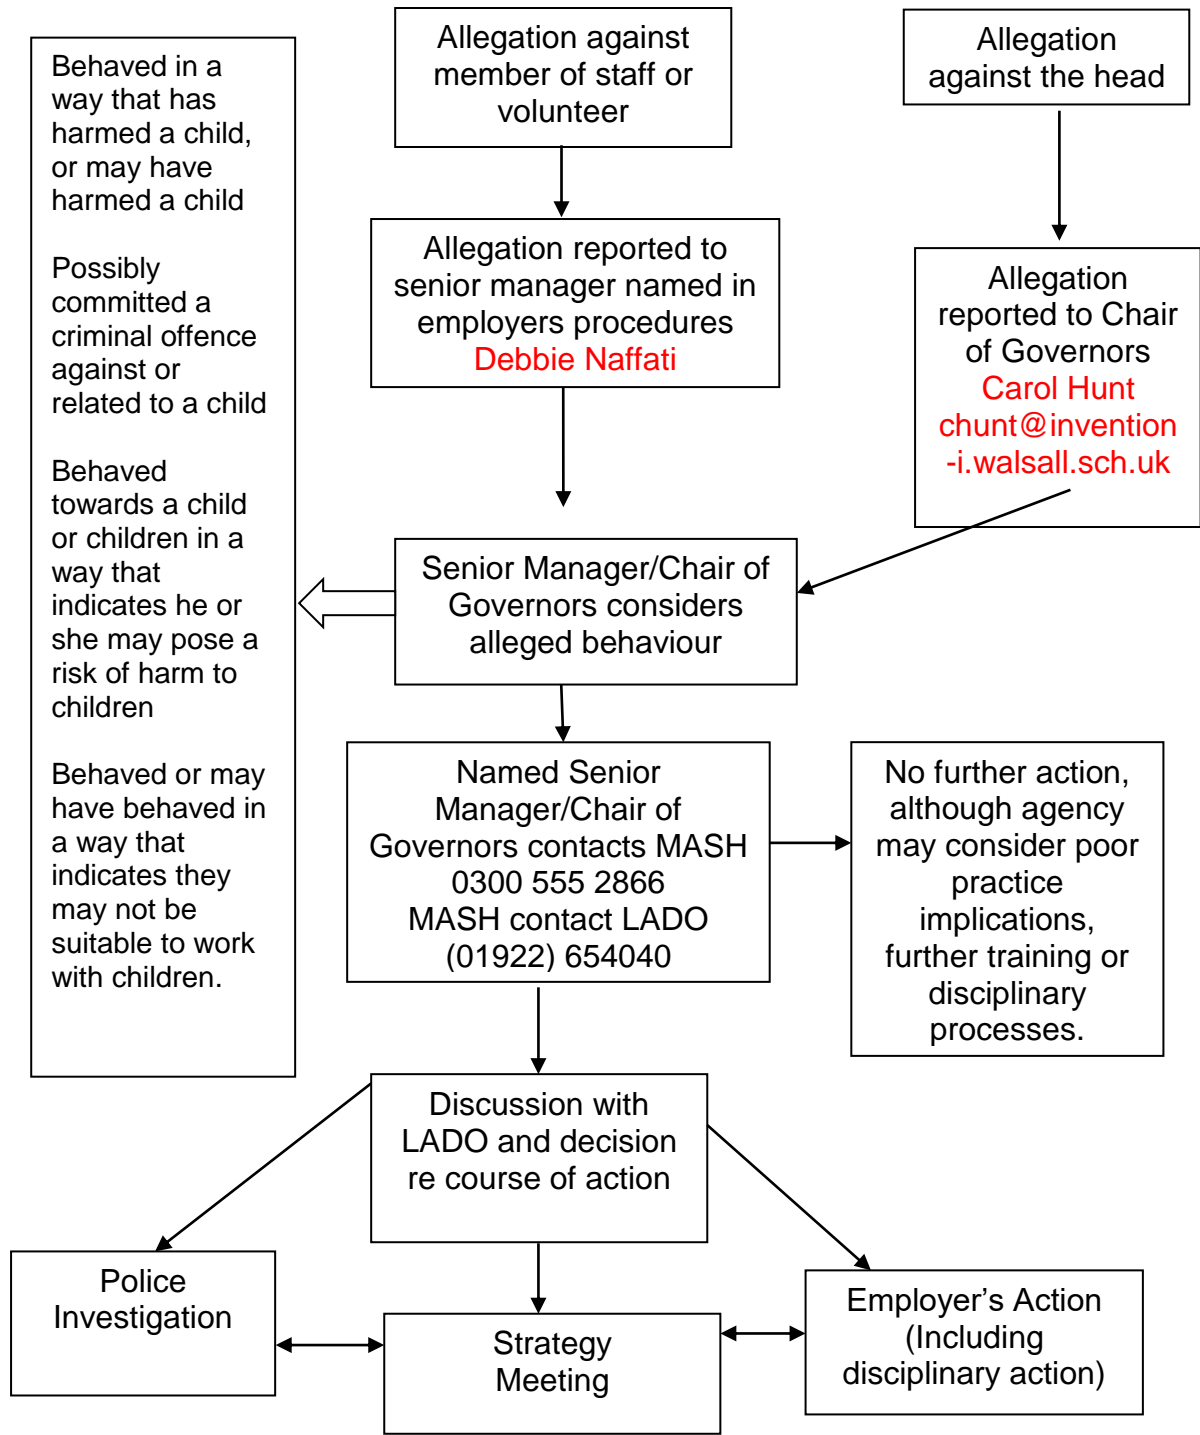 Behaved in a
way that has
harmed a child,
or may have
harmed a child
Possibly
committed a
criminal offence
against or
related to a child
Behaved
towards a child
or children in a
way that
indicates he or
she may pose a
risk of harm to
children
Behaved or may
have behaved in
a way that
indicates they
may not be
suitable to work
with children.
Allegation against
member of staff or
volunteer
Allegation
against the head
Allegation reported to
senior manager named in
employers procedures
Debbie Naffati
Allegation
reported to Chair
of Governors
Carol Hunt
chunt@invention
-i.walsall.sch.uk
Senior Manager/Chair of
Governors considers
alleged behaviour
Named Senior
Manager/Chair of
Governors contacts MASH
0300 555 2866
MASH contact LADO
(01922) 654040
No further action,
although agency
may consider poor
practice
implications,
further training or
disciplinary
processes.
Discussion with
LADO and decision
re course of action
Police
Investigation
Strategy
Meeting
Employer’s Action
(Including
disciplinary action)